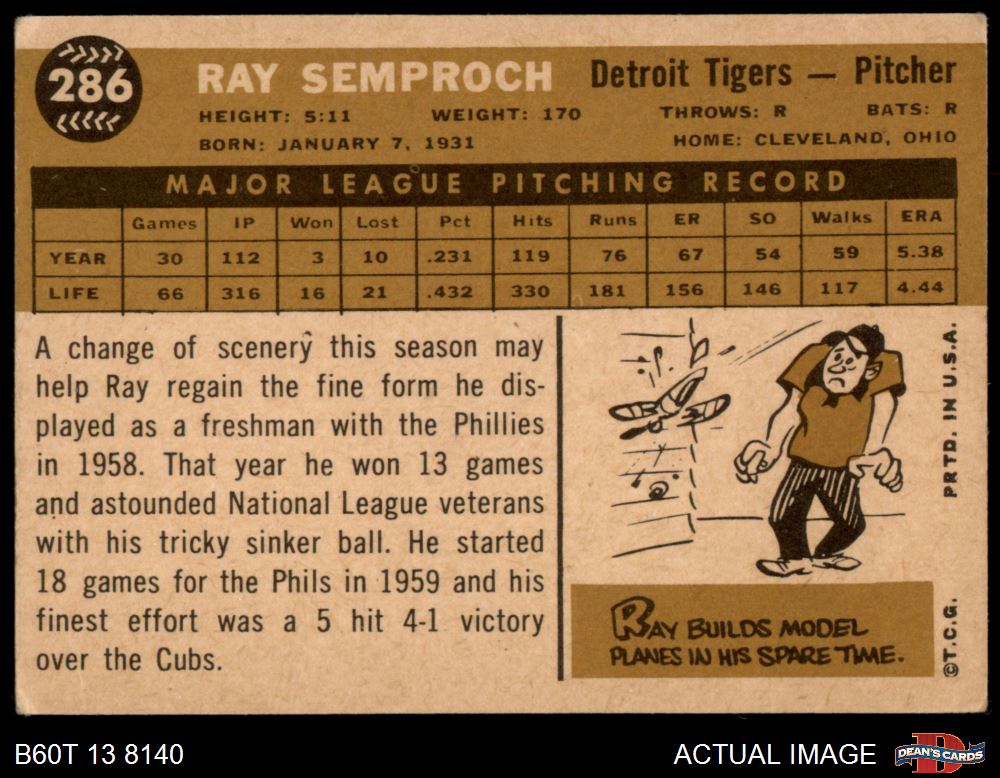 286
RAY SEMPROCH Detroit Tigers — Pitcher
HEIGHT: 5:11 WEIGHT: 170 THROWS: R BATS: R
BORN: JANUARY 7, 1931 HOME: CLEVELAND, OHIO
MAJOR LEAGUE PITCHING RECORD
Games IP Won Lost Pct Hits Runs ER SO Walks ERA
YEAR 30 112 3 10 .231 119 76 67 54 59 5.38
LIFE 66 316 16 21 .432 330 181 156 146 117 4.44
A change of scenery this season may
help Ray regain the fine form he dis-
played as a freshman with the Phillies
in 1958. That year he won 13 games
and astounded National League veterans
with his tricky sinker ball. He started
18 games for the Phils in 1959 and his
finest effort was a 5 hit 4-1 victory
over the Cubs.
RAY BUILDS MODEL
PLANES IN HIS SPARE TIME.
©T.C.G. PRTD. IN U.S.A.
B60T 13 8140 ACTUAL IMAGE
DEAN'S CARDS